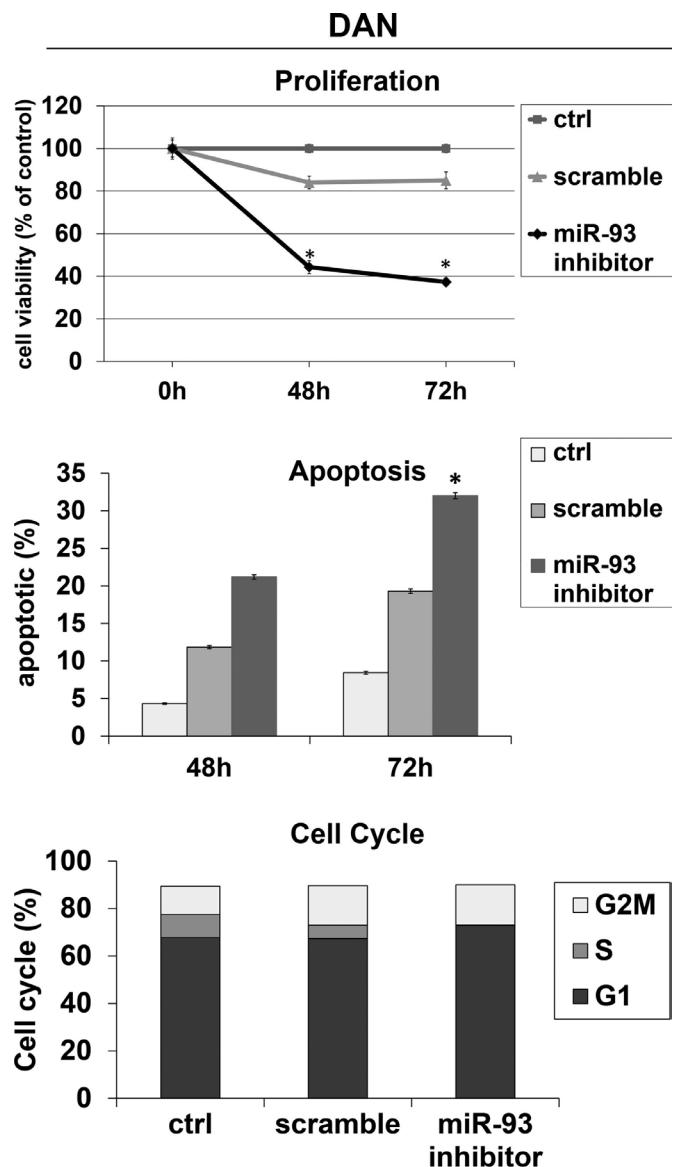 DAN
Proliferation
cell viability (% of control)
120
100
80
60
40
20
0
0h
48h
72h
*
*
ctrl
scramble
miR-93
inhibitor
Apoptosis
apoptotic (%)
35
30
25
20
15
10
5
0
48h
72h
*
ctrl
scramble
miR-93
inhibitor
Cell Cycle
Cell cycle (%)
100
80
60
40
20
0
ctrl
scramble
miR-93
inhibitor
G2M
S
G1